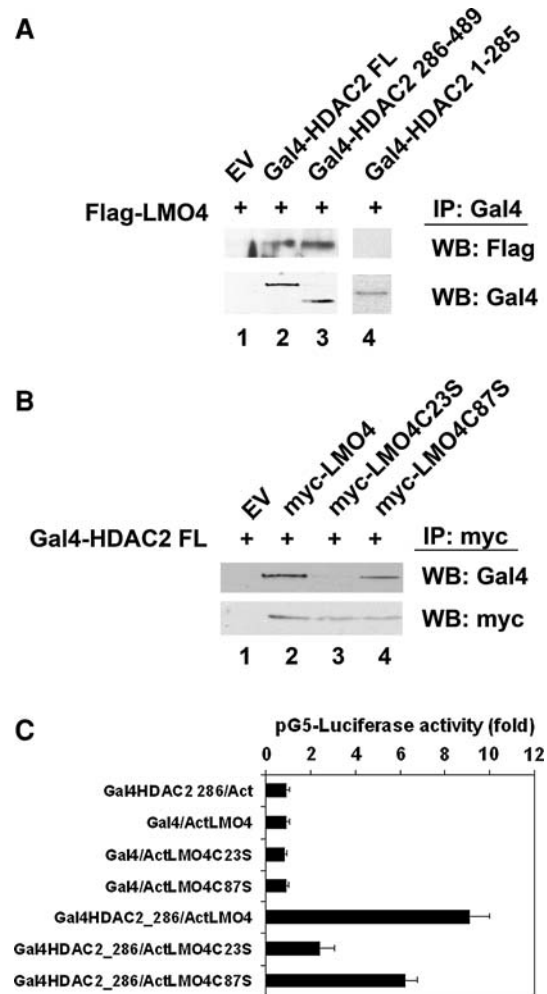 A
EV
Gal4-HDAC2 FL
Gal4-HDAC2 286-489
Gal4-HDAC2 1-285
Flag-LMO4 + + + + IP: Gal4
WB: Flag
WB: Gal4
1 2 3 4
B
EV
myc-LMO4
myc-LMO4C23S
myc-LMO4C87S
Gal4-HDAC2 FL + + + + IP: myc
WB: Gal4
WB: myc
1 2 3 4
C
pG5-Luciferase activity (fold)
0 2 4 6 8 10 12
Gal4HDAC2 286/Act
Gal4/ActLMO4
Gal4/ActLMO4C23S
Gal4/ActLMO4C87S
Gal4HDAC2_286/ActLMO4
Gal4HDAC2_286/ActLMO4C23S
Gal4HDAC2_286/ActLMO4C87S